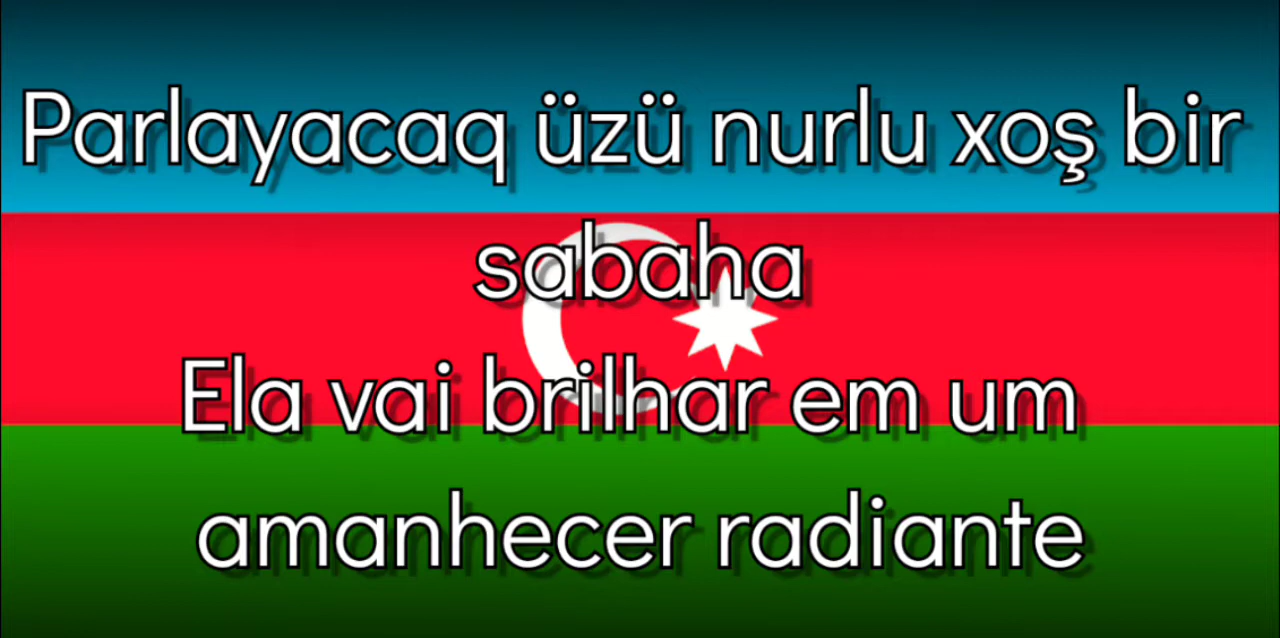 Parlayacaq üzü nurlu xoş bir
sabaha
Ela vai brilhar em um
amanhecer radiante